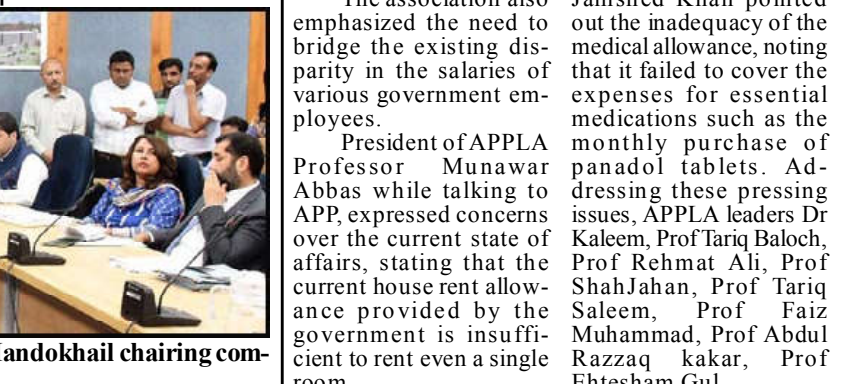 Mandokhail chairing com-
The association also
emphasized the need to
bridge the existing dis-
parity in the salaries of
various government em-
ployees.
President of APPLA
Professor Munawar
Abbas while talking to
APP, expressed concerns
over the current state of
affairs, stating that the
current house rent allow-
ance provided by the
government is insuffi-
cient to rent even a single
room.
Jamshed Khan pointed
out the inadequacy of the
medical allowance, noting
that it failed to cover the
expenses for essential
medications such as the
monthly purchase of
panadol tablets. Ad-
dressing these pressing
issues, APPLA leaders Dr
Kaleem, Prof Tariq Baloch,
Prof Rehmat Ali, Prof
ShahJahan, Prof Tariq
Saleem, Prof Faiz
Muhammad, Prof Abdul
Razzaq kakar, Prof
Ehtesham Gul